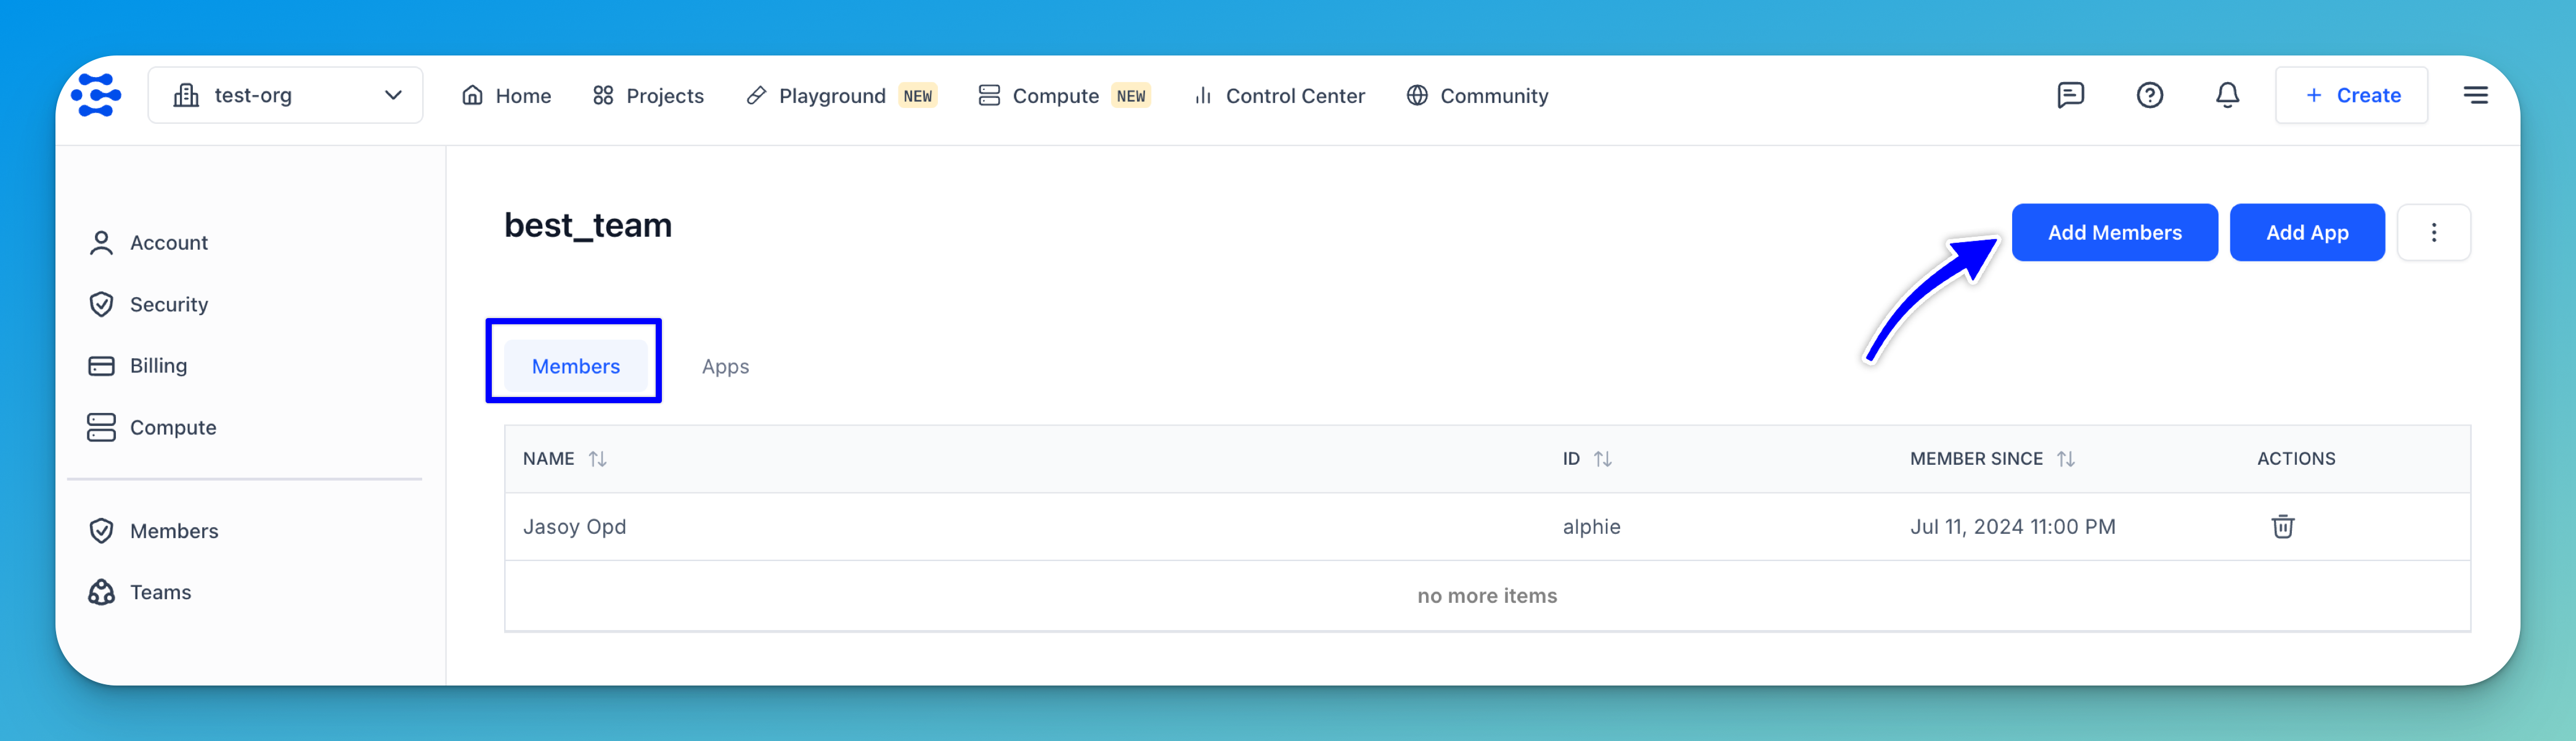 test-org Home Projects Playground NEW Compute NEW Control Center Community + Create
Account
Security
Billing
Compute
Members
Teams
best_team
Add Members Add App
Members Apps
NAME ID MEMBER SINCE ACTIONS
Jasoy Opd alphie Jul 11, 2024 11:00 PM
no more items